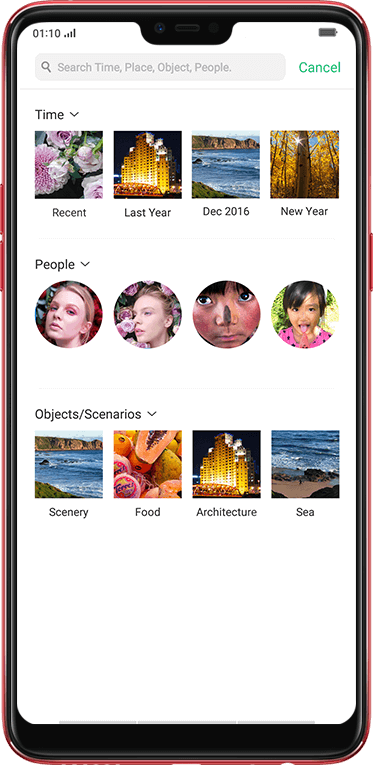 01:10
Search Time, Place, Object, People.
Cancel
Time
Recent
Last Year
Dec 2016
New Year
People
Objects/Scenarios
Scenery
Food
Architecture
Sea